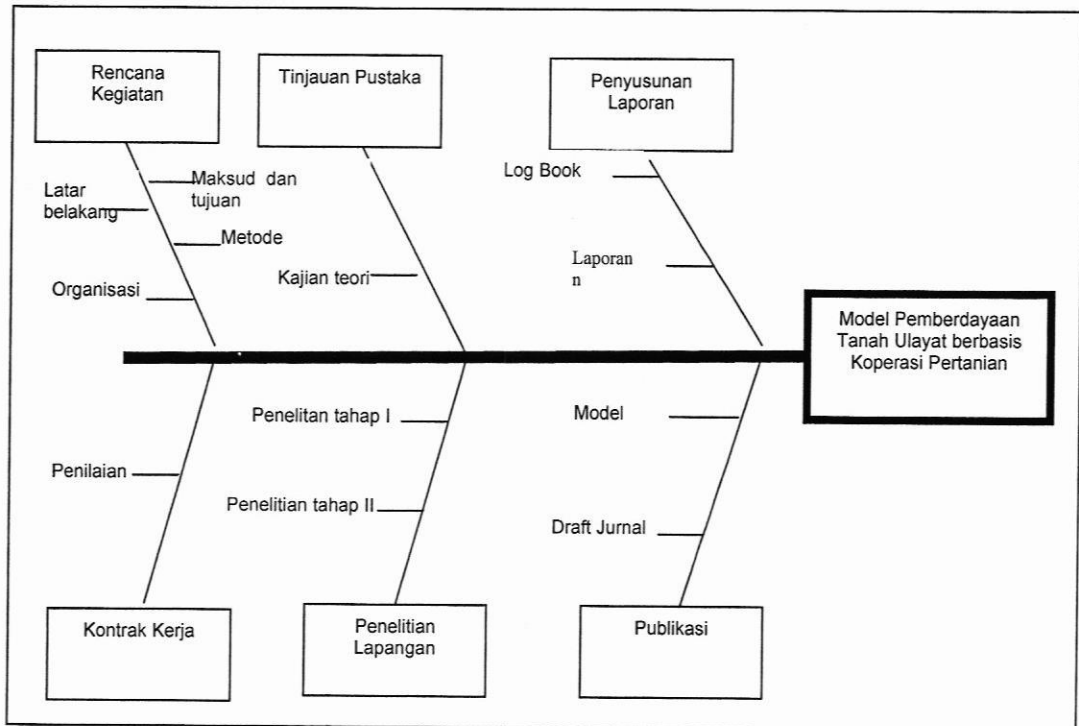 Rencana
Kegiatan
Tinjauan Pustaka
Penyusunan
Laporan
Maksud dan
tujuan
Latar
belakang
Metode
Organisasi
Kajian teori
Log Book
Laporan
n
Model Pemberdayaan
Tanah Ulayat berbasis
Koperasi Pertanian
Penilaian
Penelitan tahap I
Penelitian tahap II
Model
Draft Jurnal
Kontrak Kerja
Penelitian
Lapangan
Publikasi